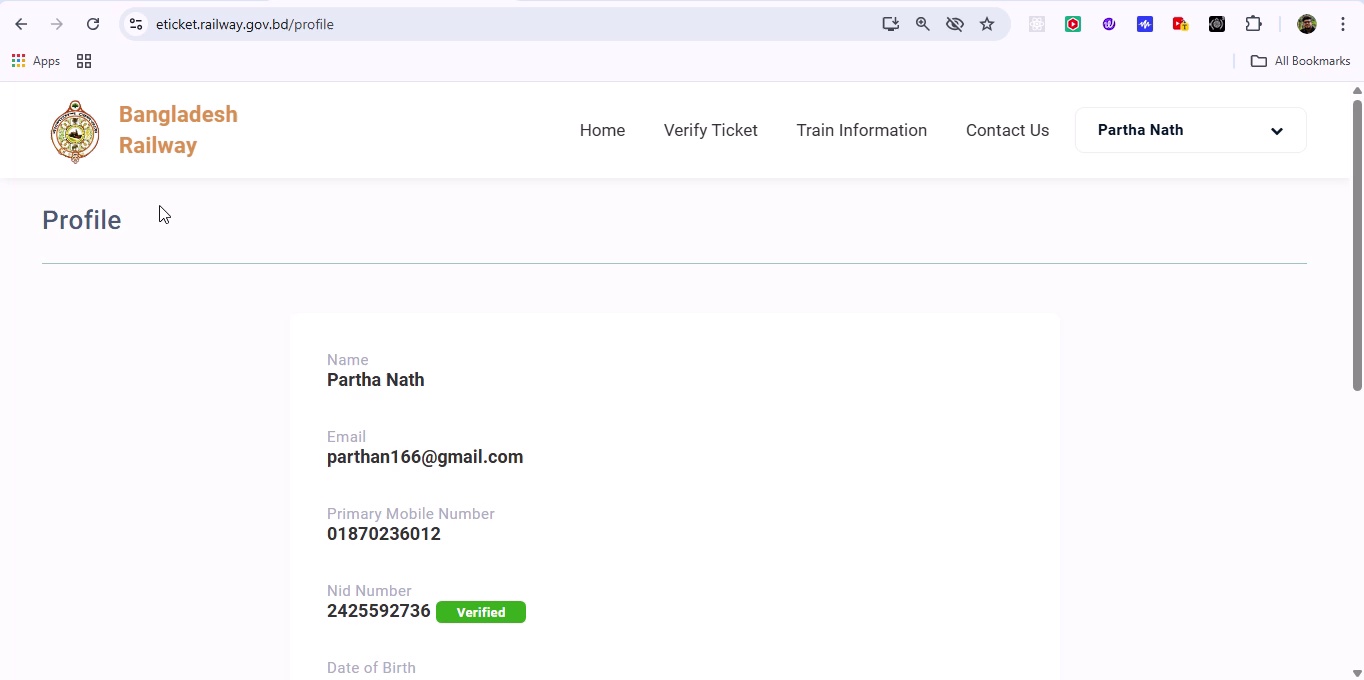 eticket.railway.gov.bd/profile
Apps
All Bookmarks
Bangladesh
Railway
Home
Verify Ticket
Train Information
Contact Us
Partha Nath
Profile
Name
Partha Nath
Email
parthan166@gmail.com
Primary Mobile Number
01870236012
Nid Number
2425592736 Verified
Date of Birth